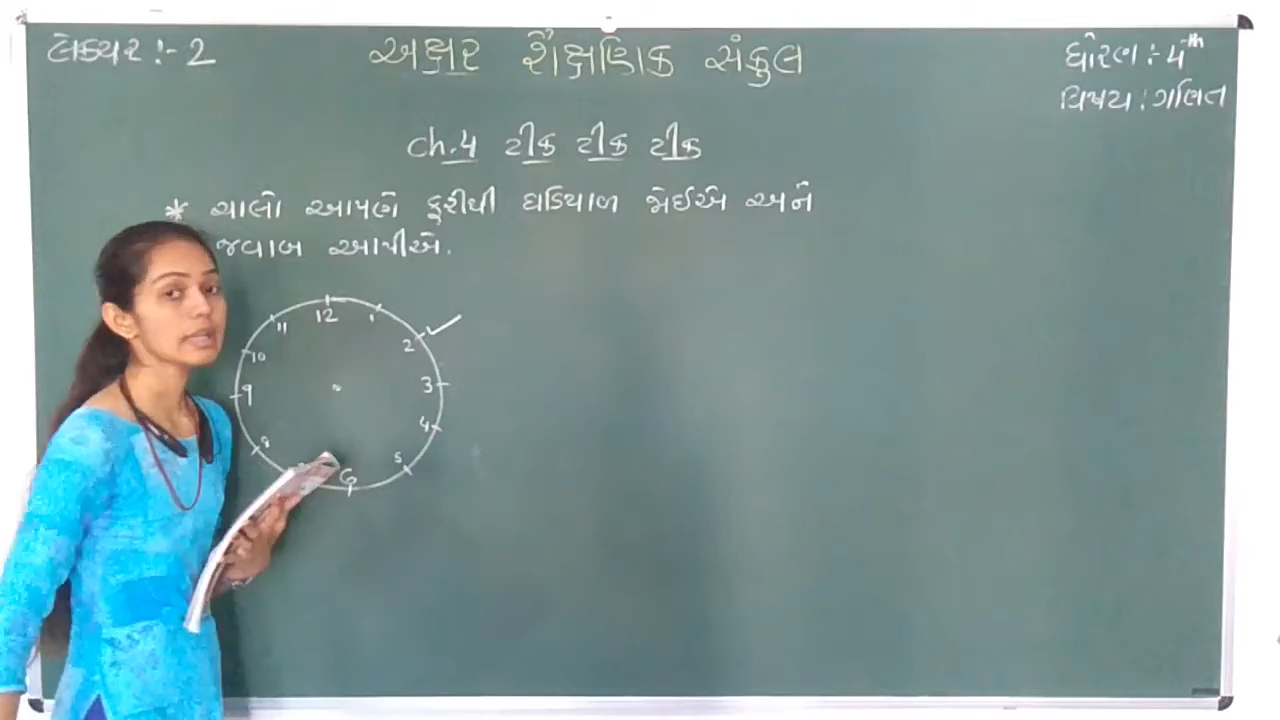 લેક્ચર :- 2
અક્ષર શૈક્ષણિક સંકુલ
ધોરણ :- 4th
વિષય : ગણિત
ch.4 ટીક ટીક ટીક
* ચાલો આપણે ફરીથી ઘડિયાળ જોઈએ અને
જવાબ આપીએ.
12
11
1
10
2
9
3
8
4
5
6